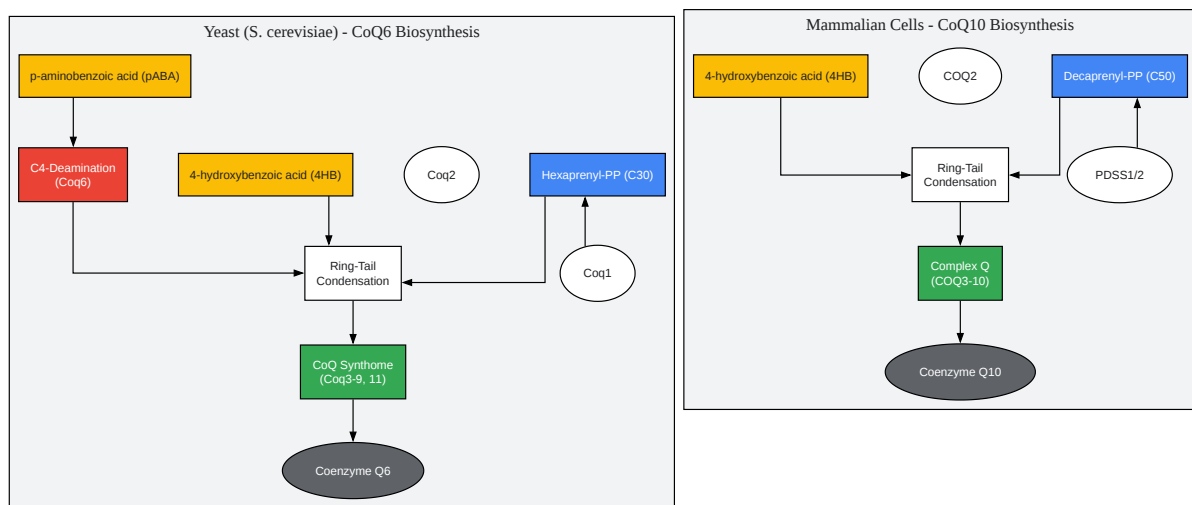 Yeast (S. cerevisiae) - CoQ6 Biosynthesis
p-aminobenzoic acid (pABA)
C4-Deamination
(Coq6)
4-hydroxybenzoic acid (4HB)
Coq2
Hexaprenyl-PP (C30)
Ring-Tail
Condensation
Coq1
CoQ Synthome
(Coq3-9, 11)
Coenzyme Q6
Mammalian Cells - CoQ10 Biosynthesis
4-hydroxybenzoic acid (4HB)
COQ2
Decaprenyl-PP (C50)
Ring-Tail
Condensation
PDSS1/2
Complex Q
(COQ3-10)
Coenzyme Q10